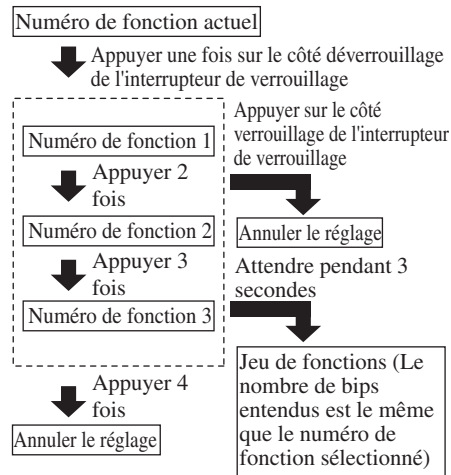 Numéro de fonction actuel
Appuyer une fois sur le côté déverrouillage
de l'interrupteur de verrouillage
Appuyer sur le côté
verrouillage de l'interrupteur
de verrouillage
Numéro de fonction 1
Appuyer 2
fois
Numéro de fonction 2
Annuler le réglage
Appuyer 3
fois
Attendre pendant 3
secondes
Numéro de fonction 3
Jeu de fonctions (Le
nombre de bips
entendus est le même
que le numéro de
fonction sélectionné)
Appuyer 4
fois
Annuler le réglage